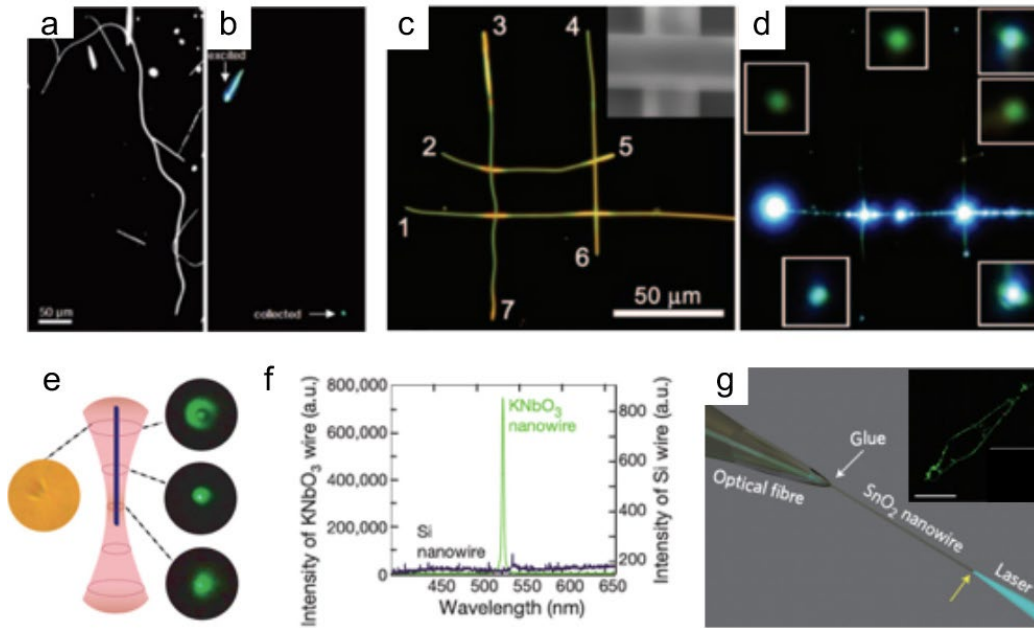 a
excited
50 μm
b
collected
c
3
4
2
5
1
6
7
50 μm
d
e
f
Intensity of KNbO₃ wire (a.u.)
800,000
600,000
400,000
200,000
0
KNbO₃
nanowire
Si
nanowire
800
600
400
200
Intensity of Si wire (a.u.)
450 500 550 600 650
Wavelength (nm)
g
Glue
Optical fibre
SnO₂ nanowire
Laser